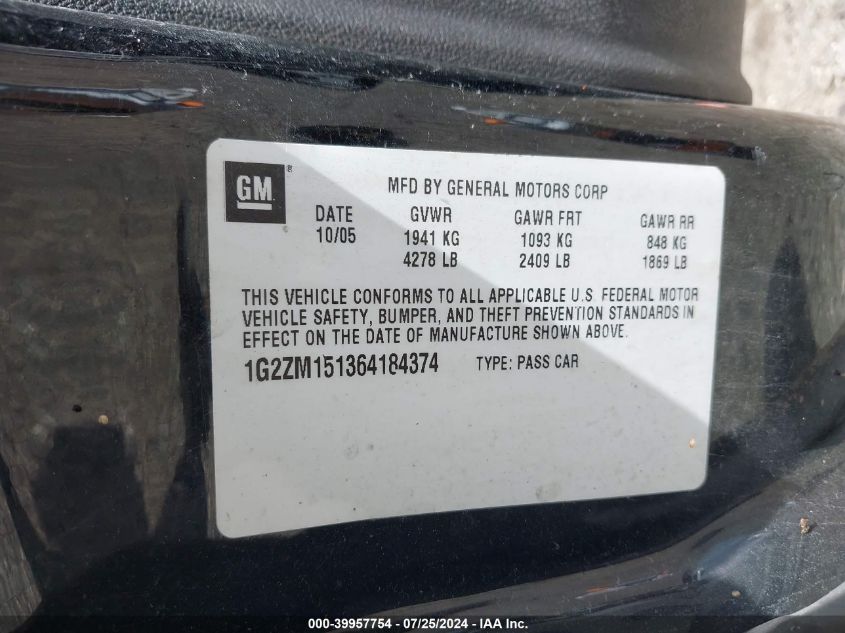 GM ®
MFD BY GENERAL MOTORS CORP
DATE GVWR GAWR FRT GAWR RR
10/05 1941 KG 1093 KG 848 KG
4278 LB 2409 LB 1869 LB
THIS VEHICLE CONFORMS TO ALL APPLICABLE U.S. FEDERAL MOTOR
VEHICLE SAFETY, BUMPER, AND THEFT PREVENTION STANDARDS IN
EFFECT ON THE DATE OF MANUFACTURE SHOWN ABOVE.
1G2ZM151364184374 TYPE: PASS CAR
000-39957754 - 07/25/2024 - IAA Inc.